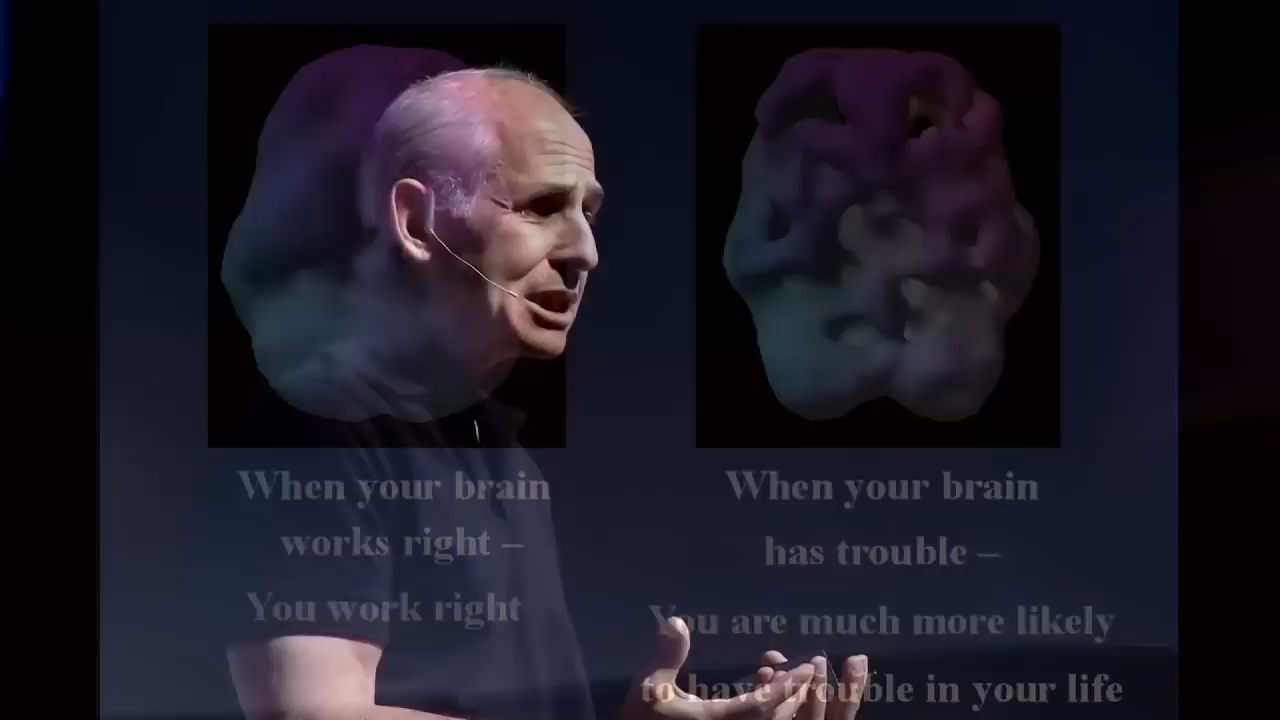 When your brain
works right –
You work right
When your brain
has trouble –
You are much more likely
to have trouble in your life